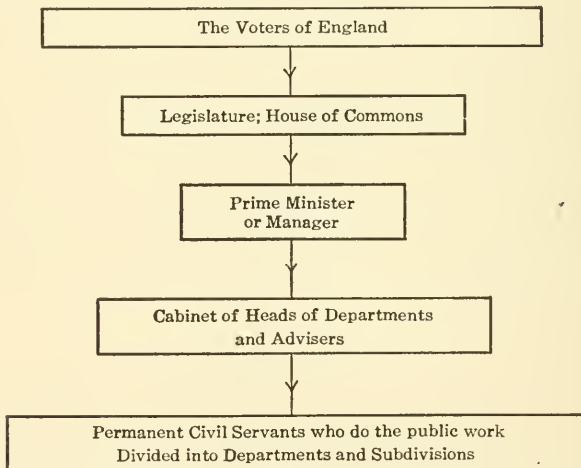 The Voters of England
Legislature; House of Commons
Prime Minister
or Manager
Cabinet of Heads of Departments
and Advisers
Permanent Civil Servants who do the public work
Divided into Departments and Subdivisions